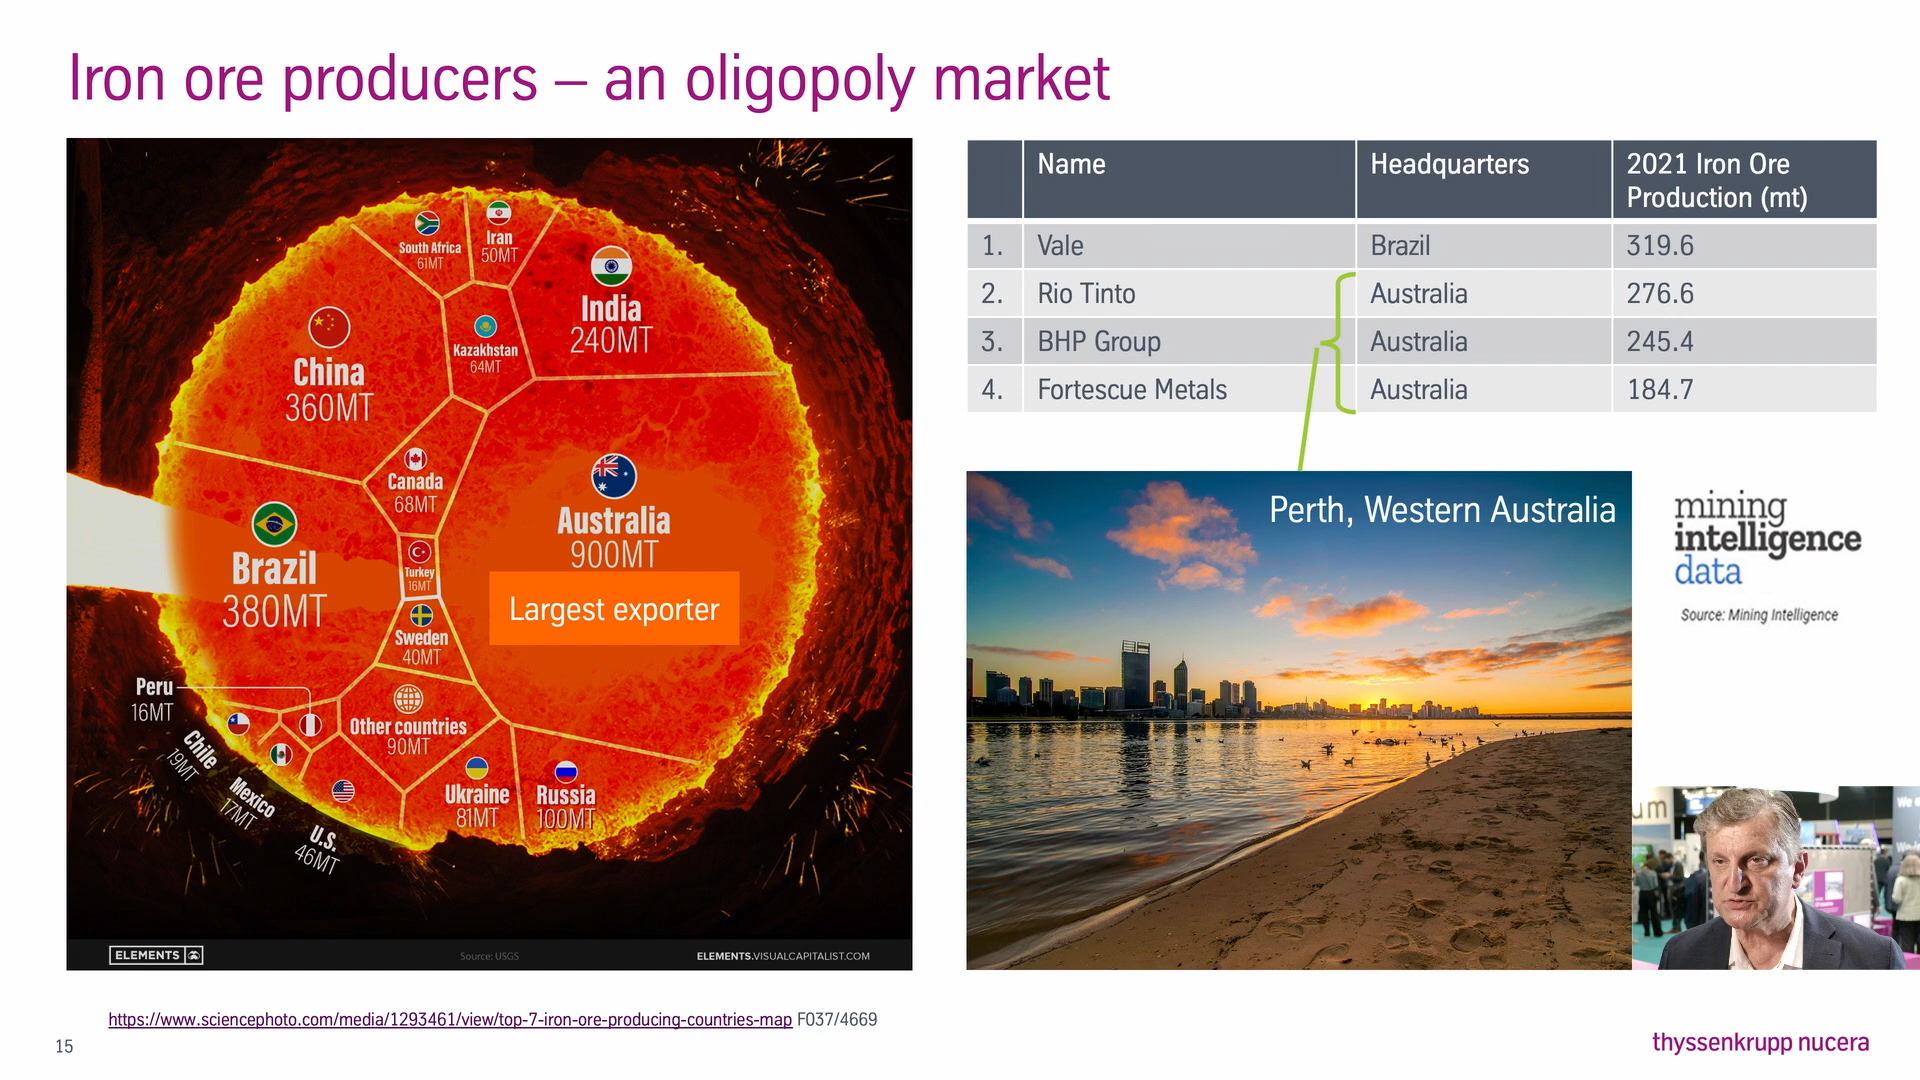 Iron ore producers – an oligopoly market
South Africa
61MT
Iran
50MT
India
240MT
China
360MT
Kazakhstan
64MT
Canada
68MT
Australia
900MT
Largest exporter
Brazil
380MT
Turkey
16MT
Sweden
40MT
Peru
16MT
Other countries
90MT
Chile
19MT
Mexico
17MT
U.S.
46MT
Ukraine
81MT
Russia
100MT
ELEMENTS
Source: USGS
ELEMENTS.VISUALCAPITALIST.COM
Name Headquarters 2021 Iron Ore
Production (mt)
1. Vale Brazil 319.6
2. Rio Tinto Australia 276.6
3. BHP Group Australia 245.4
4. Fortescue Metals Australia 184.7
Perth, Western Australia
mining
intelligence
data
Source: Mining Intelligence
https://www.sciencephoto.com/media/1293461/view/top-7-iron-ore-producing-countries-map F037/4669
15
thyssenkrupp nucera